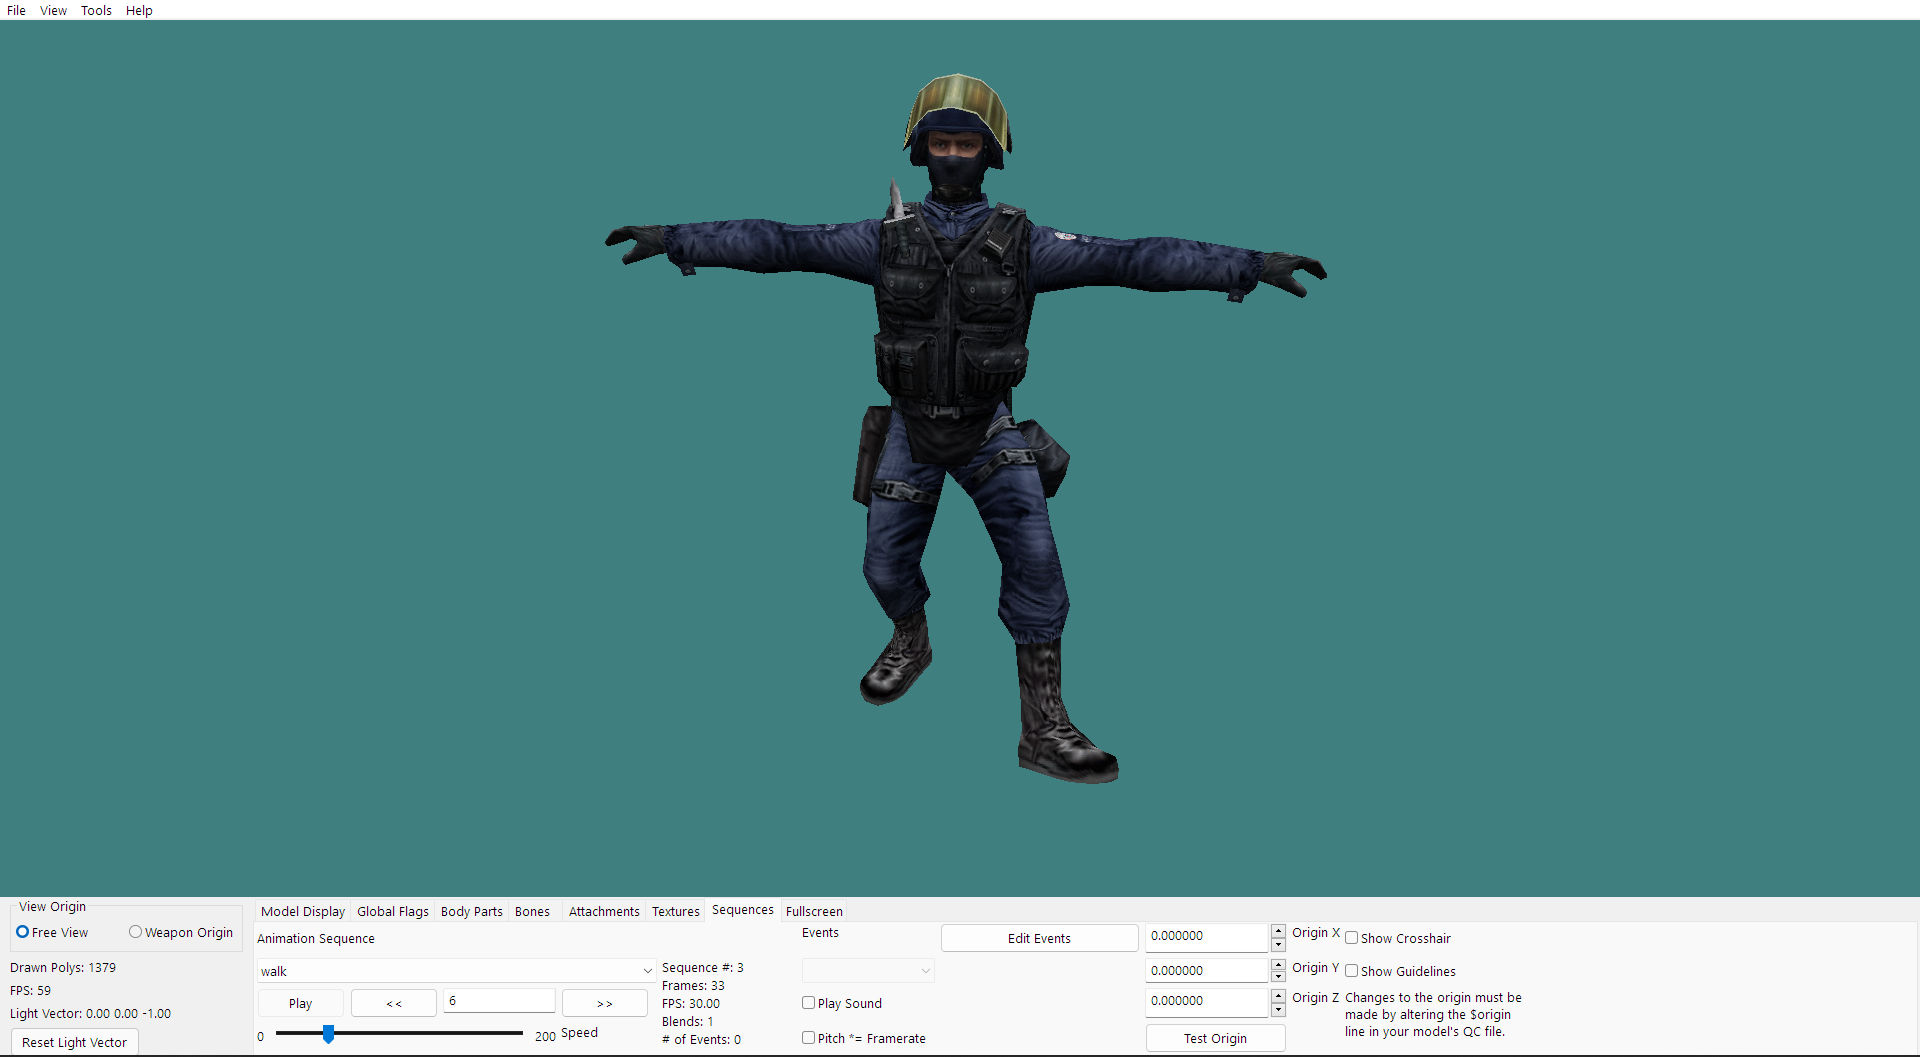 File View Tools Help
View Origin
Free View Weapon Origin
Drawn Polys: 1379
FPS: 59
Light Vector: 0.00 0.00 -1.00
Reset Light Vector
Model Display Global Flags Body Parts Bones Attachments Textures Sequences Fullscreen
Animation Sequence
walk
Play << 6 >>
0 200 Speed
Sequence #: 3
Frames: 33
FPS: 30.00
Blends: 1
# of Events: 0
Events
Edit Events
Play Sound
Pitch *= Framerate
0.000000 Origin X
0.000000 Origin Y
0.000000 Origin Z
Test Origin
Show Crosshair
Show Guidelines
Changes to the origin must be
made by altering the $origin
line in your model's QC file.